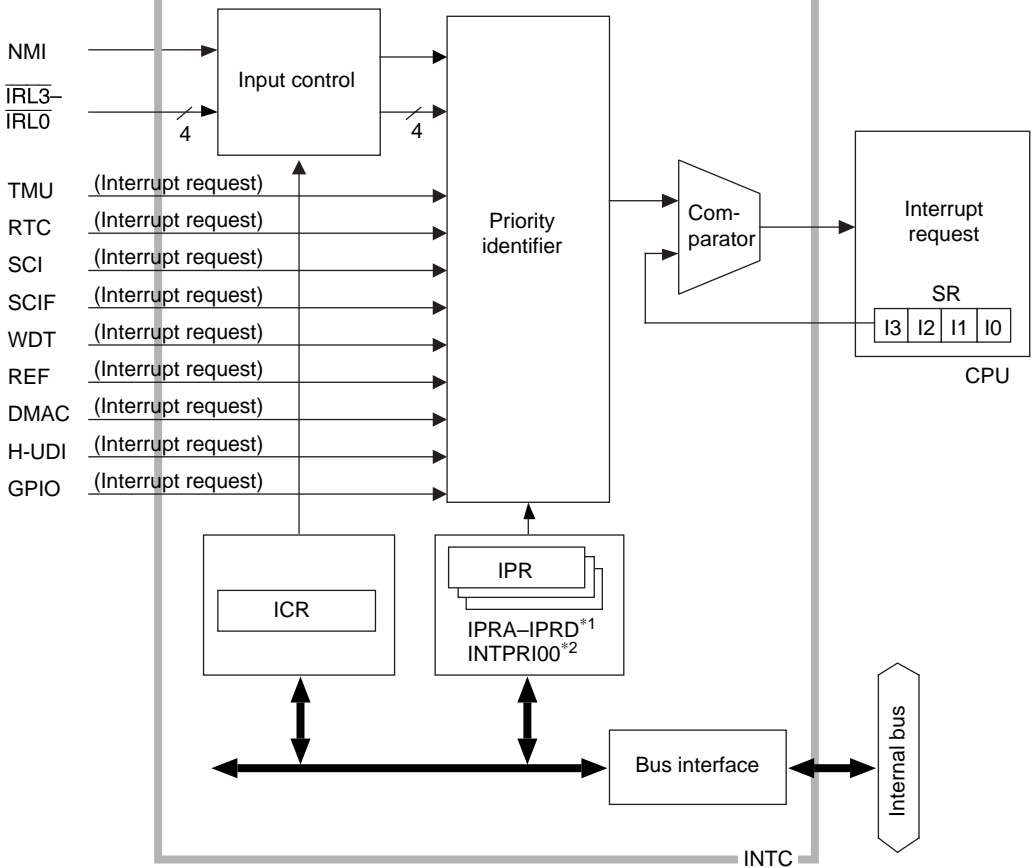 NMI
IRL3–
IRL0
4
Input control
4
TMU (Interrupt request)
RTC (Interrupt request)
SCI (Interrupt request)
SCIF (Interrupt request)
WDT (Interrupt request)
REF (Interrupt request)
DMAC (Interrupt request)
H-UDI (Interrupt request)
GPIO (Interrupt request)
Priority
identifier
Com-
parator
Interrupt
request
SR
I3 I2 I1 I0
CPU
ICR
IPR
IPRA–IPRD*1
INTPRI00*2
Bus interface
Internal bus
INTC